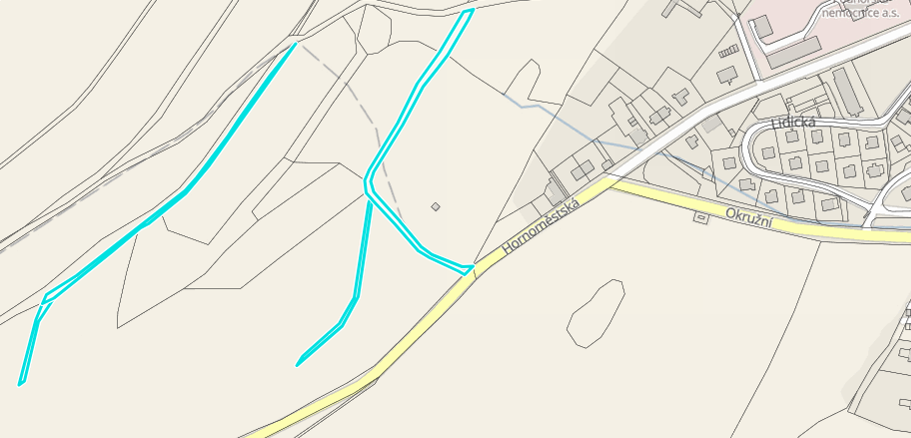 nemocnice a.s.
Lidická
Hornoměstská
Okružní